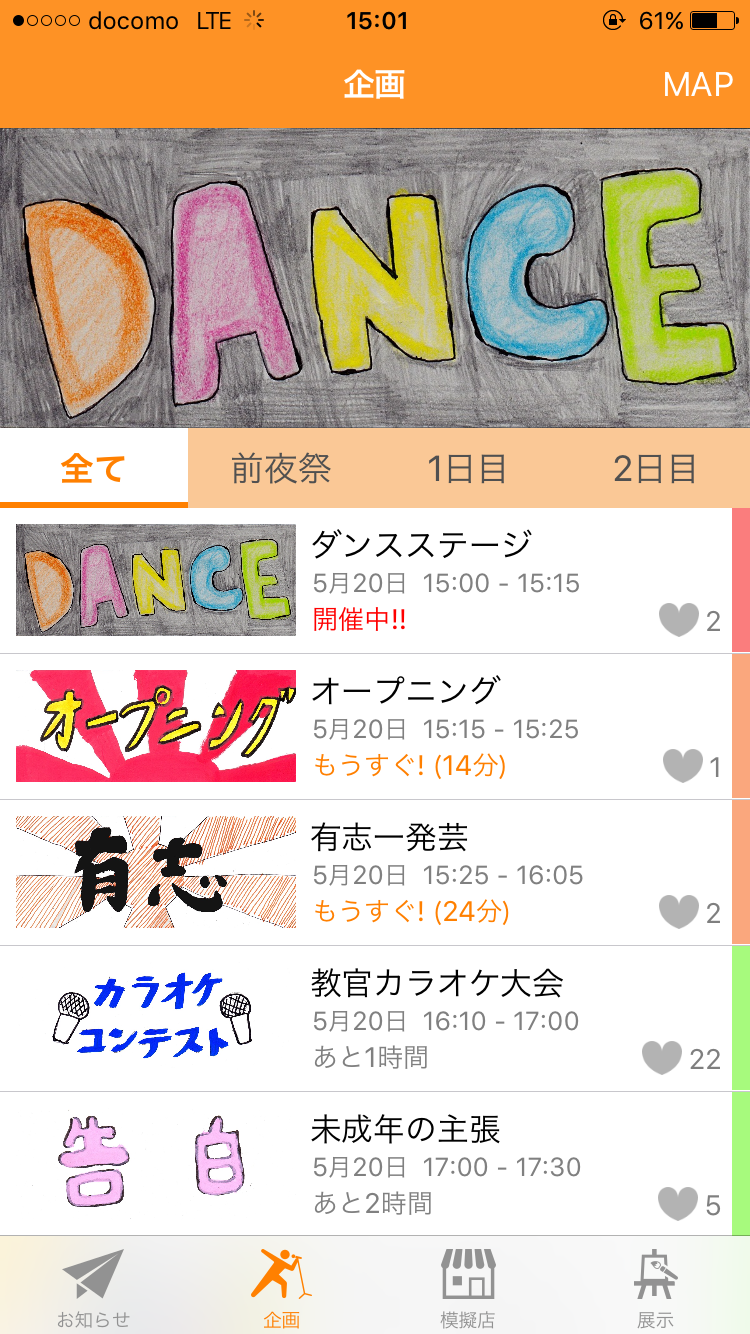 docomo LTE 15:01 61%
企画 MAP
DANCE
全て 前夜祭 1日目 2日目
DANCE
ダンスステージ
5月20日 15:00 - 15:15
開催中!!
2
オープニング
オープニング
5月20日 15:15 - 15:25
もうすぐ! (14分)
1
有志
有志一発芸
5月20日 15:25 - 16:05
もうすぐ! (24分)
2
カラオケ
コンテスト
教官カラオケ大会
5月20日 16:10 - 17:00
あと1時間
22
告白
未成年の主張
5月20日 17:00 - 17:30
あと2時間
5
お知らせ 企画 模擬店 展示